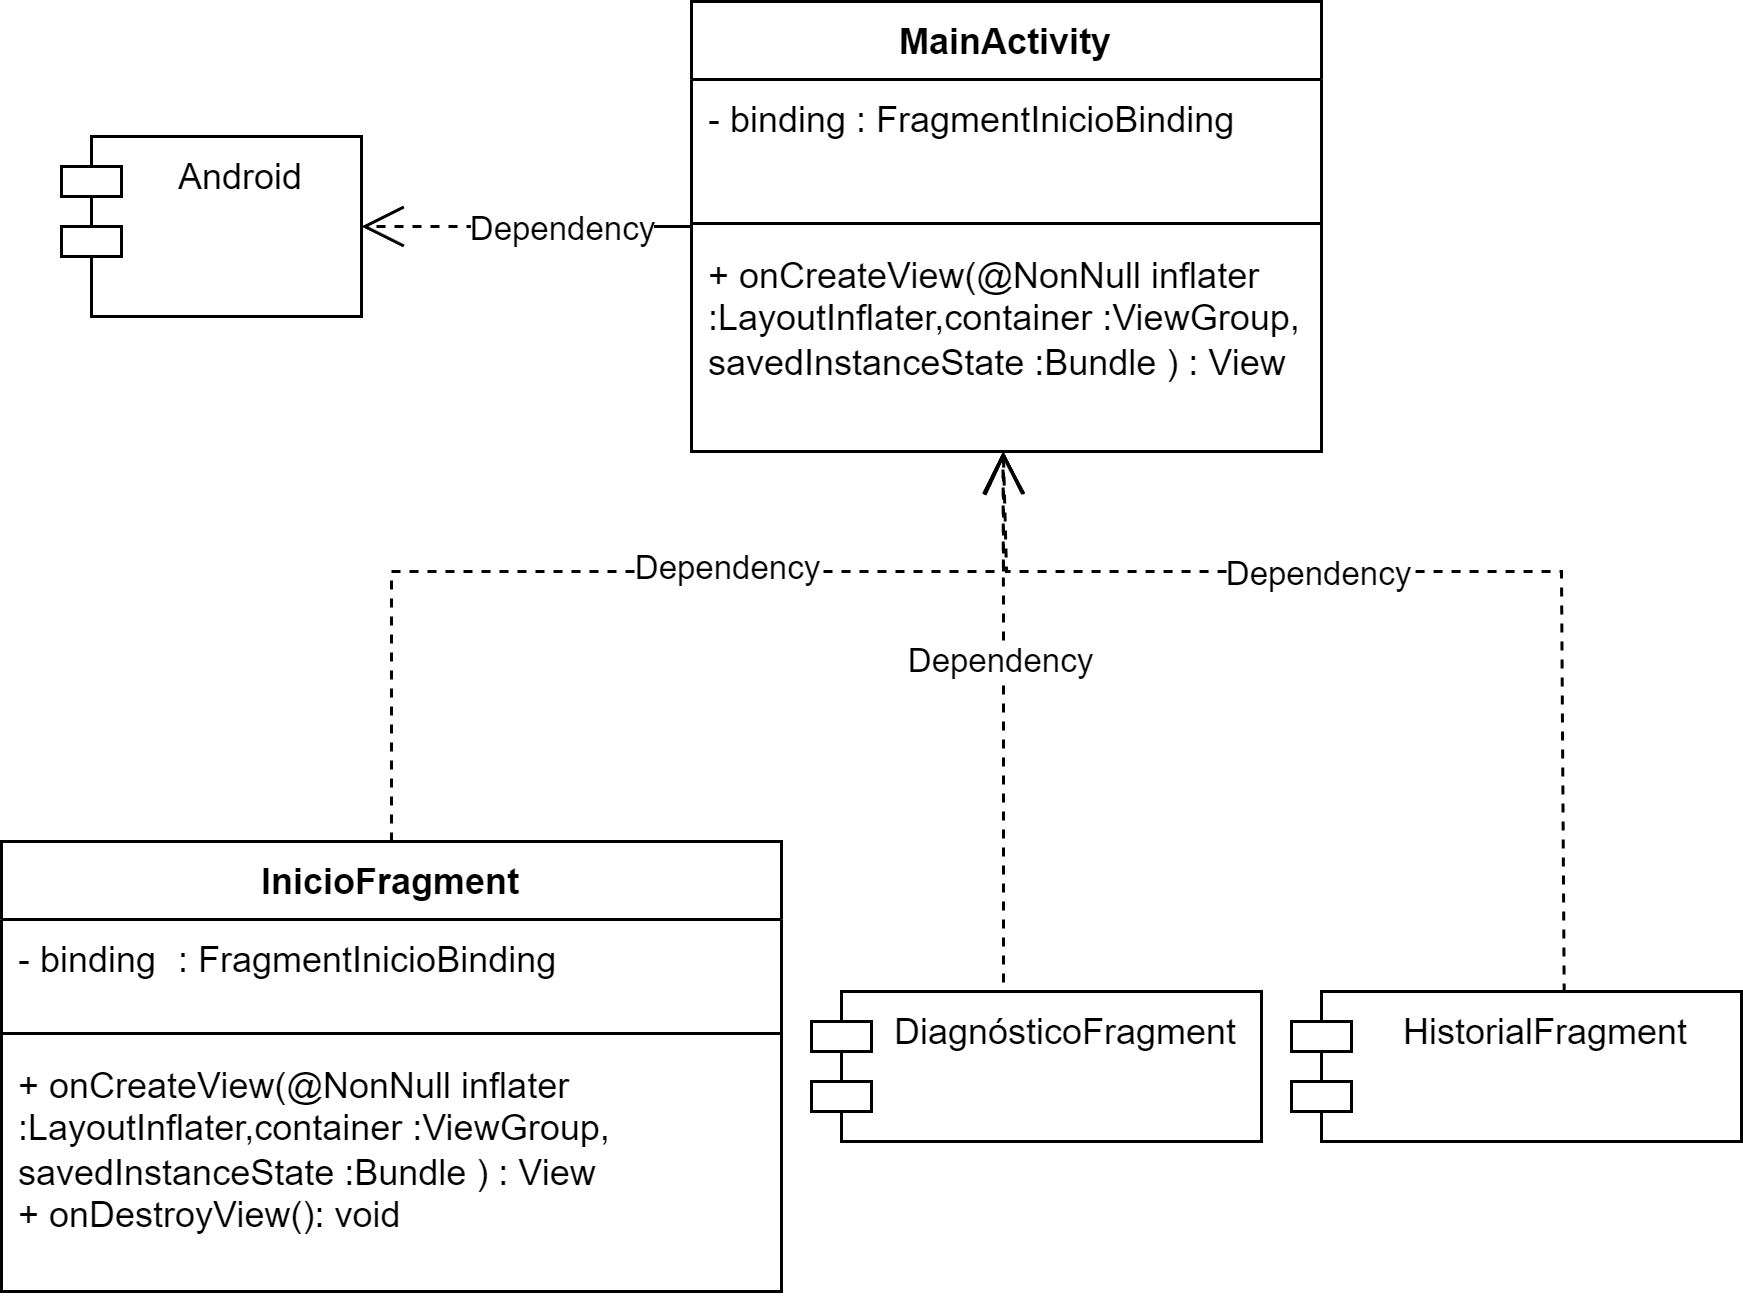 MainActivity
- binding : FragmentInicioBinding
Android
Dependency
+ onCreateView(@NonNull inflater
:LayoutInflater,container :ViewGroup,
savedInstanceState :Bundle ) : View
Dependency
Dependency
Dependency
InicioFragment
- binding  : FragmentInicioBinding
DiagnósticoFragment
HistorialFragment
+ onCreateView(@NonNull inflater
:LayoutInflater,container :ViewGroup,
savedInstanceState :Bundle ) : View
+ onDestroyView(): void